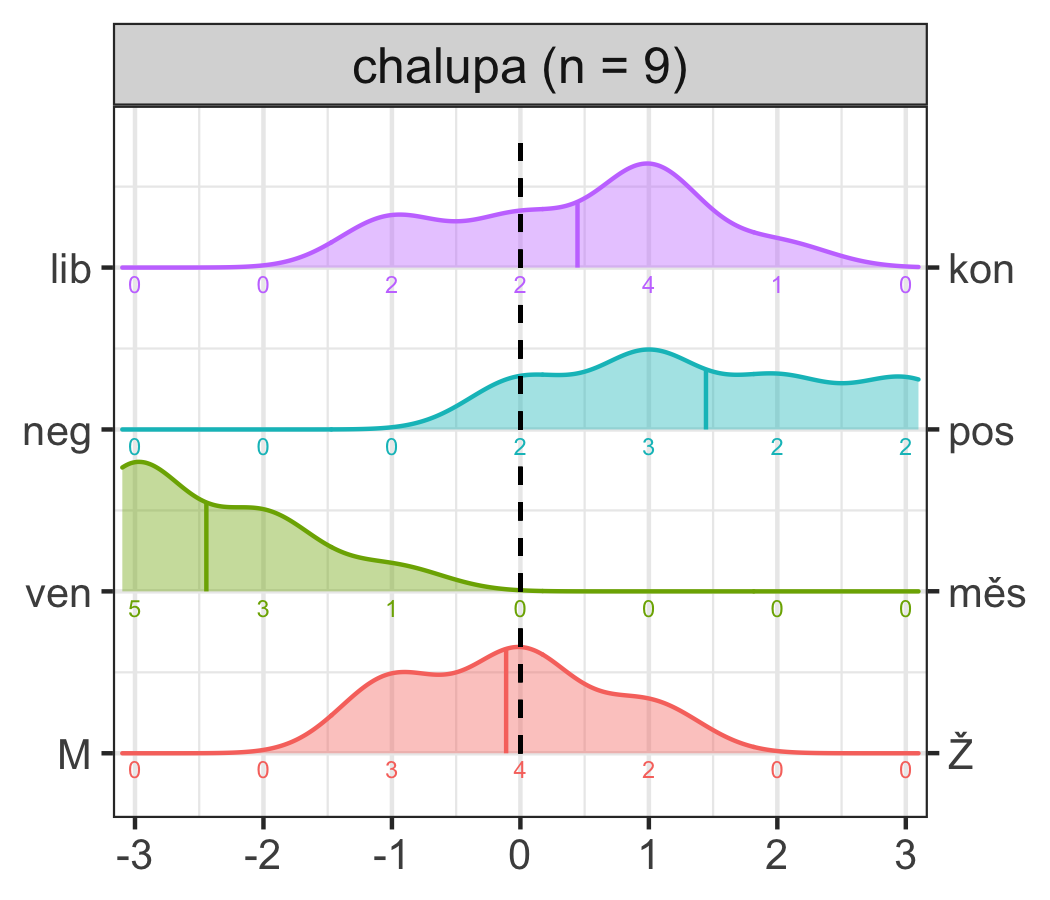 chalupa (n = 9)
lib kon
0 0 2 2 4 1 0
neg pos
0 0 0 2 3 2 2
ven měs
5 3 1 0 0 0 0
M Ž
0 0 3 4 2 0 0
-3 -2 -1 0 1 2 3